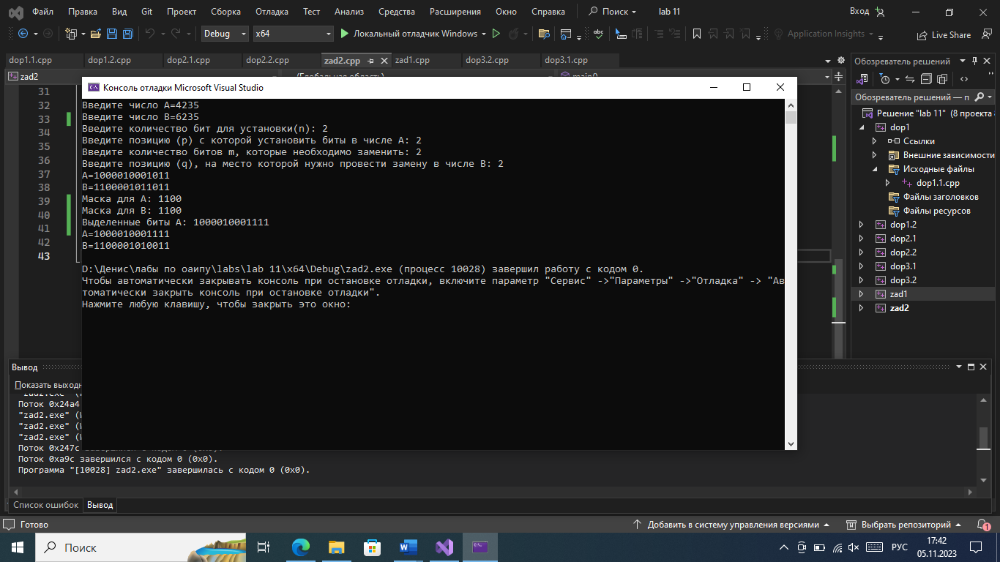 Файл Правка Вид Git Проект Сборка Отладка Тест Анализ Средства Расширения Окно Справка Поиск lab 11 Вход
Debug x64 Локальный отладчик Windows Application Insights Live Share
dop1.1.cpp dop1.2.cpp dop2.1.cpp dop2.2.cpp zad2.cpp zad1.cpp dop3.2.cpp dop3.1.cpp
zad2
31
32
33
34
35
36
37
38
39
40
41
42
43
Консоль отладки Microsoft Visual Studio
Введите число A=4235
Введите число B=6235
Введите количество бит для установки(n): 2
Введите позицию (p) с которой установить биты в числе A: 2
Введите количество битов m, которые необходимо заменить: 2
Введите позицию (q), на место которой нужно провести замену в числе B: 2
A=1000010001011
B=1100001011011
Маска для A: 1100
Маска для B: 1100
Выделенные биты A: 1000010001111
A=1000010001111
B=1100001010011
D:\Денис\лабы по оаипу\labs\lab 11\x64\Debug\zad2.exe (процесс 10028) завершил работу с кодом 0.
Чтобы автоматически закрывать консоль при остановке отладки, включите параметр "Сервис" ->"Параметры" ->"Отладка" -> "Ав
томатически закрыть консоль при остановке отладки".
Нажмите любую клавишу, чтобы закрыть это окно:
Обозреватель решений
Обозреватель решений — п
Решение "lab 11" (8 проекта
dop1
Ссылки
Внешние зависимости
Исходные файлы
dop1.1.cpp
Файлы заголовков
Файлы ресурсов
dop1.2
dop2.1
dop2.2
dop3.1
dop3.2
zad1
zad2
Вывод
Показать выходн
Поток 0x24a4
"zad2.exe" (
"zad2.exe" (
"zad2.exe" (
Поток 0x247c завершился с кодом 0 (0x0).
Поток 0xa9c завершился с кодом 0 (0x0).
Программа "[10028] zad2.exe" завершилась с кодом 0 (0x0).
Список ошибок Вывод
Готово Добавить в систему управления версиями Выбрать репозиторий 1
Поиск РУС 17:42
05.11.2023